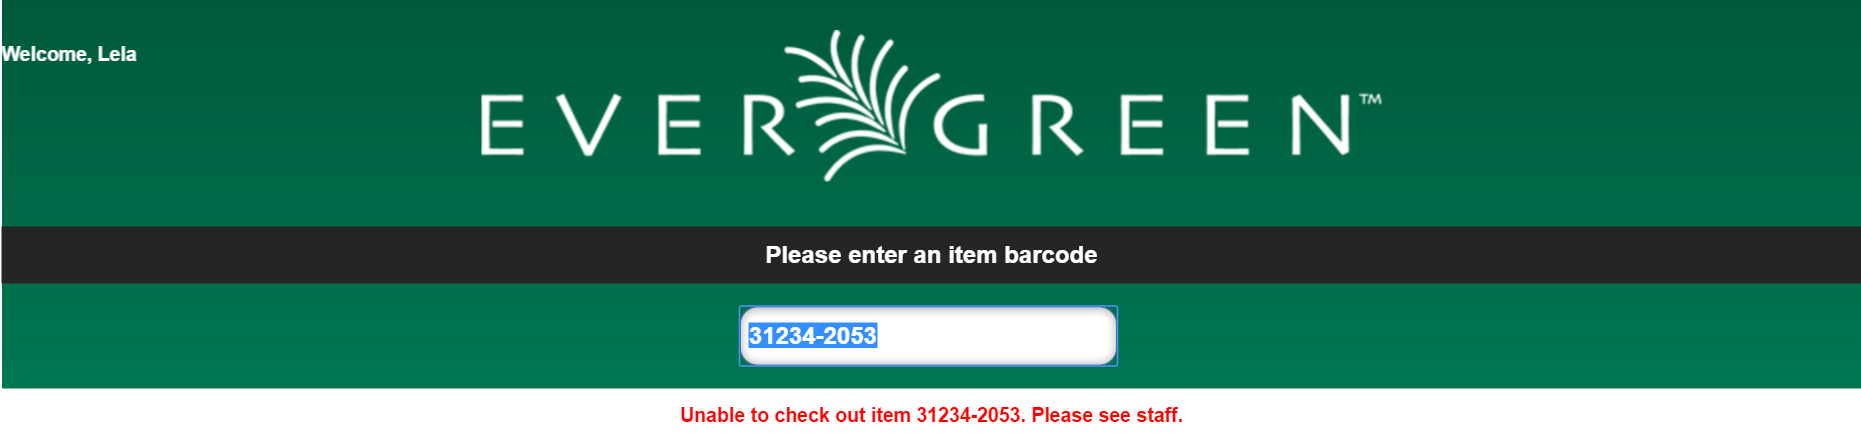 Welcome, Lela
EVERGREEN™
Please enter an item barcode
31234-2053
Unable to check out item 31234-2053. Please see staff.